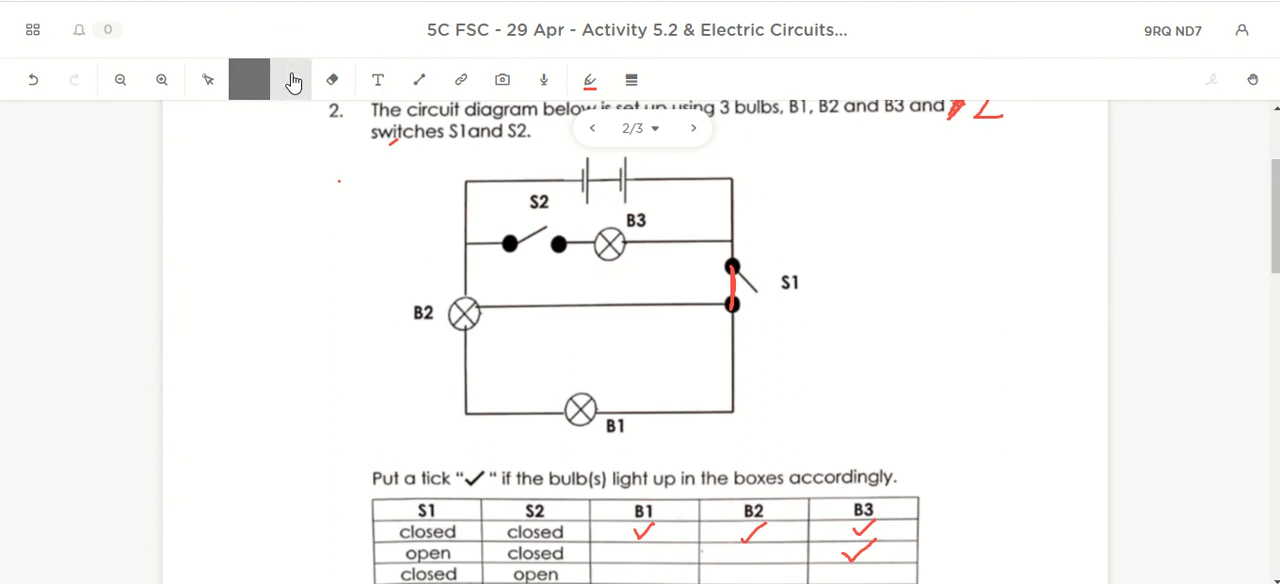 0
5C FSC - 29 Apr - Activity 5.2 & Electric Circuits...
9RQ ND7
T
2. The circuit diagram below is set up using 3 bulbs, B1, B2 and B3 and 2
switches S1and S2.
2/3
S2
B3
S1
B2
B1
Put a tick "✓" if the bulb(s) light up in the boxes accordingly.
S1 S2 B1 B2 B3
closed closed ✓ ✓ ✓
open closed ✓
closed open